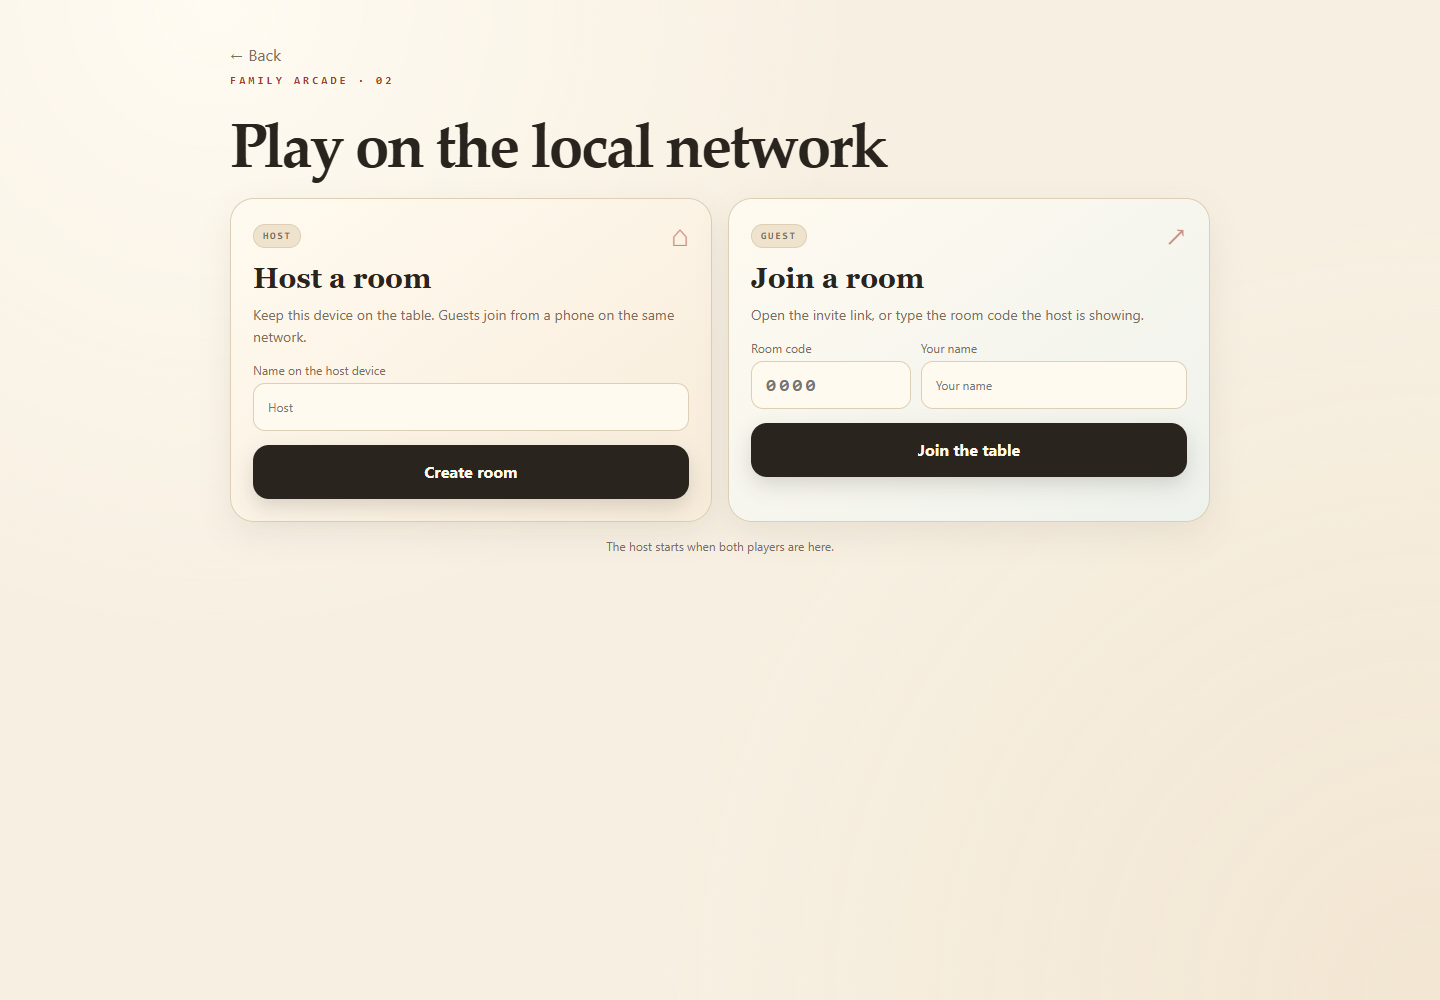 ← Back
FAMILY ARCADE · 02
Play on the local network
HOST
Host a room
Keep this device on the table. Guests join from a phone on the same
network.
Name on the host device
Host
Create room
GUEST
Join a room
Open the invite link, or type the room code the host is showing.
Room code
Your name
0000
Your name
Join the table
The host starts when both players are here.